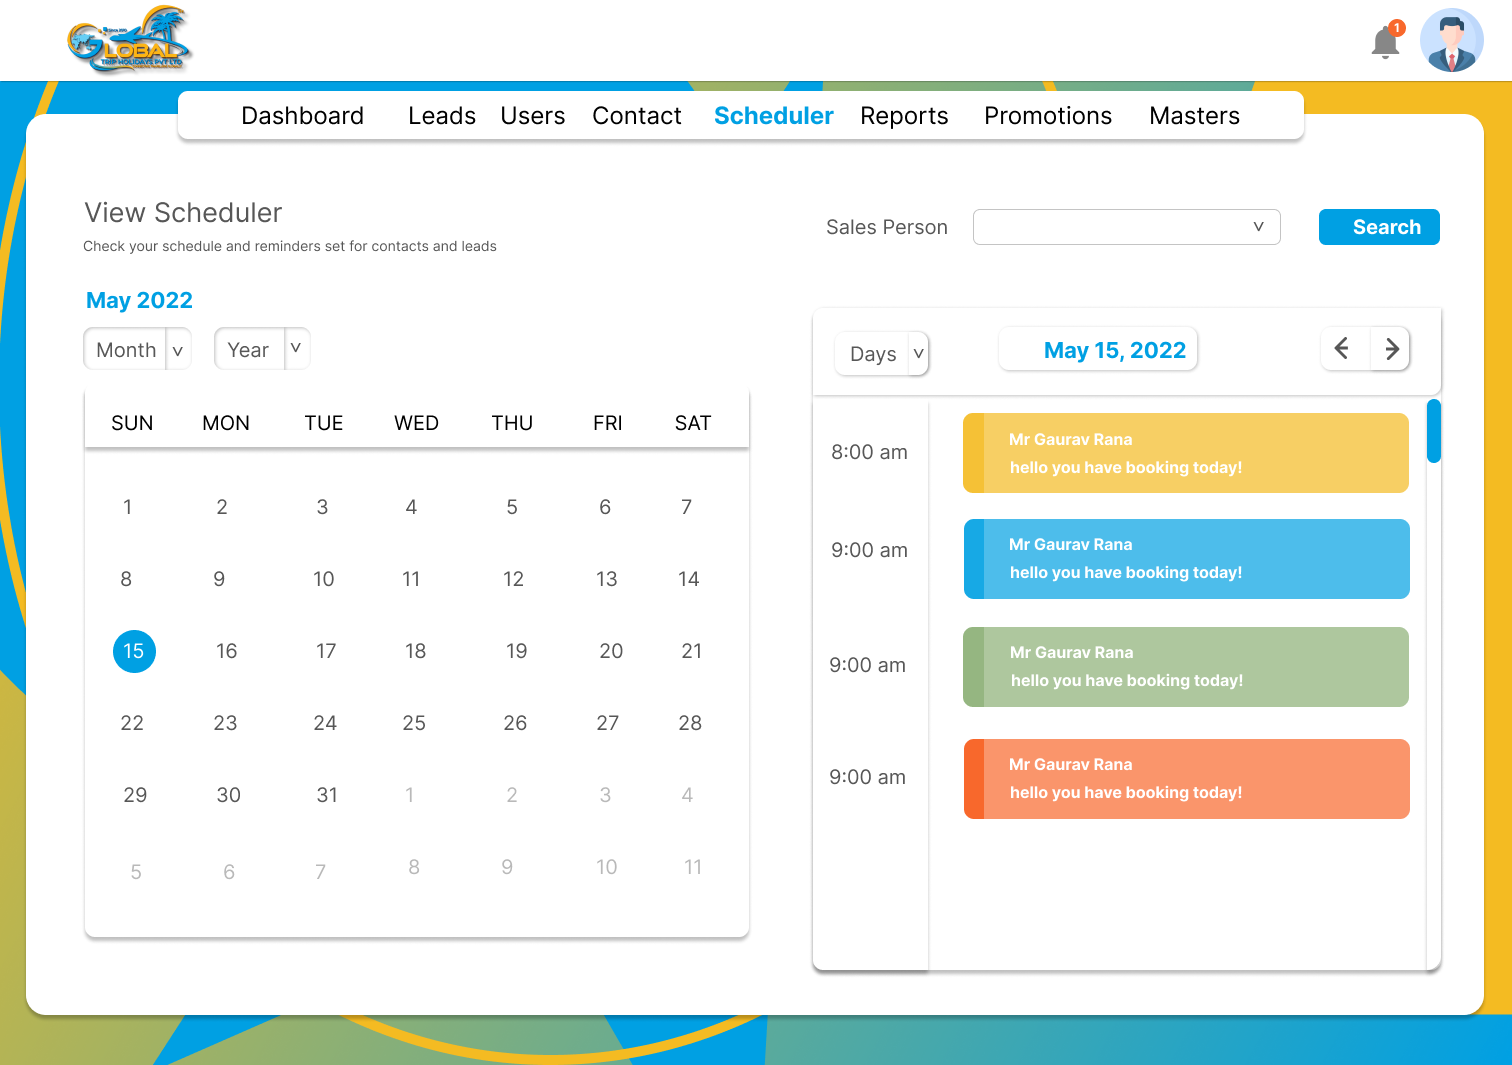 GLOBAL
TRIP HOLIDAYS PVT LTD
1
Dashboard Leads Users Contact Scheduler Reports Promotions Masters
View Scheduler
Check your schedule and reminders set for contacts and leads
Sales Person
Search
May 2022
Month Year
SUN MON TUE WED THU FRI SAT
1 2 3 4 5 6 7
8 9 10 11 12 13 14
15 16 17 18 19 20 21
22 23 24 25 26 27 28
29 30 31 1 2 3 4
5 6 7 8 9 10 11
Days May 15, 2022
8:00 am
Mr Gaurav Rana
hello you have booking today!
9:00 am
Mr Gaurav Rana
hello you have booking today!
9:00 am
Mr Gaurav Rana
hello you have booking today!
9:00 am
Mr Gaurav Rana
hello you have booking today!